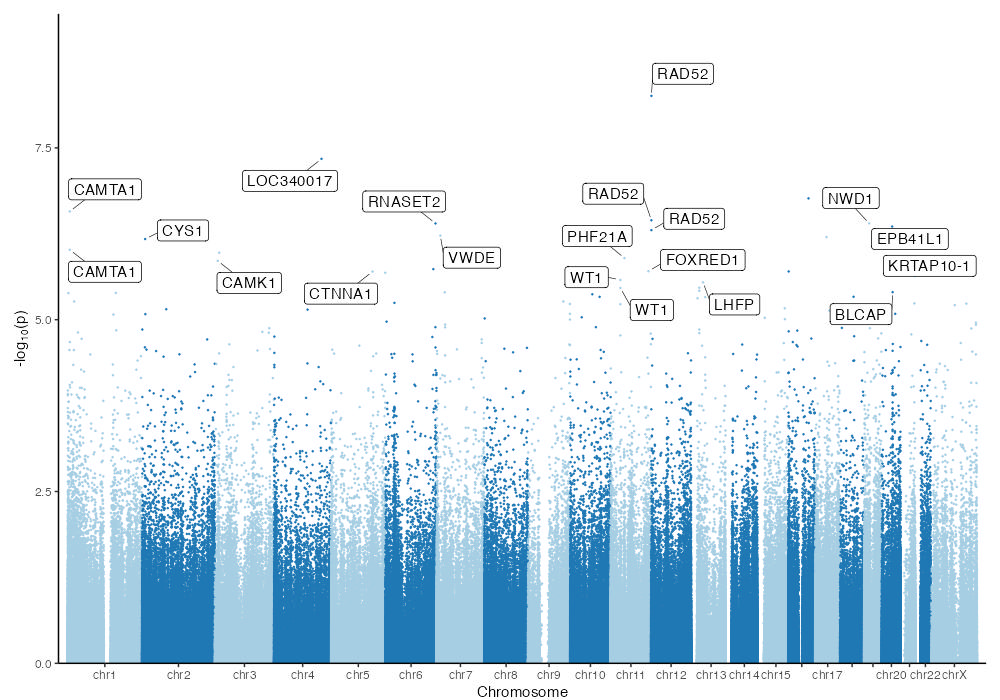 RAD52
7.5
LOC340017
CAMTA1
RNASET2
RAD52
NWD1
CYS1
RAD52
PHF21A
EPB41L1
VWDE
FOXRED1
KRTAP10-1
CAMTA1
CAMK1
WT1
CTNNA1
LHFP
WT1
BLCAP
5.0
-log10(p)
2.5
0.0
chr1 chr2 chr3 chr4 chr5 chr6 chr7 chr8 chr9 chr10 chr11 chr12 chr13 chr14 chr15 chr17 chr20 chr22 chrX
Chromosome